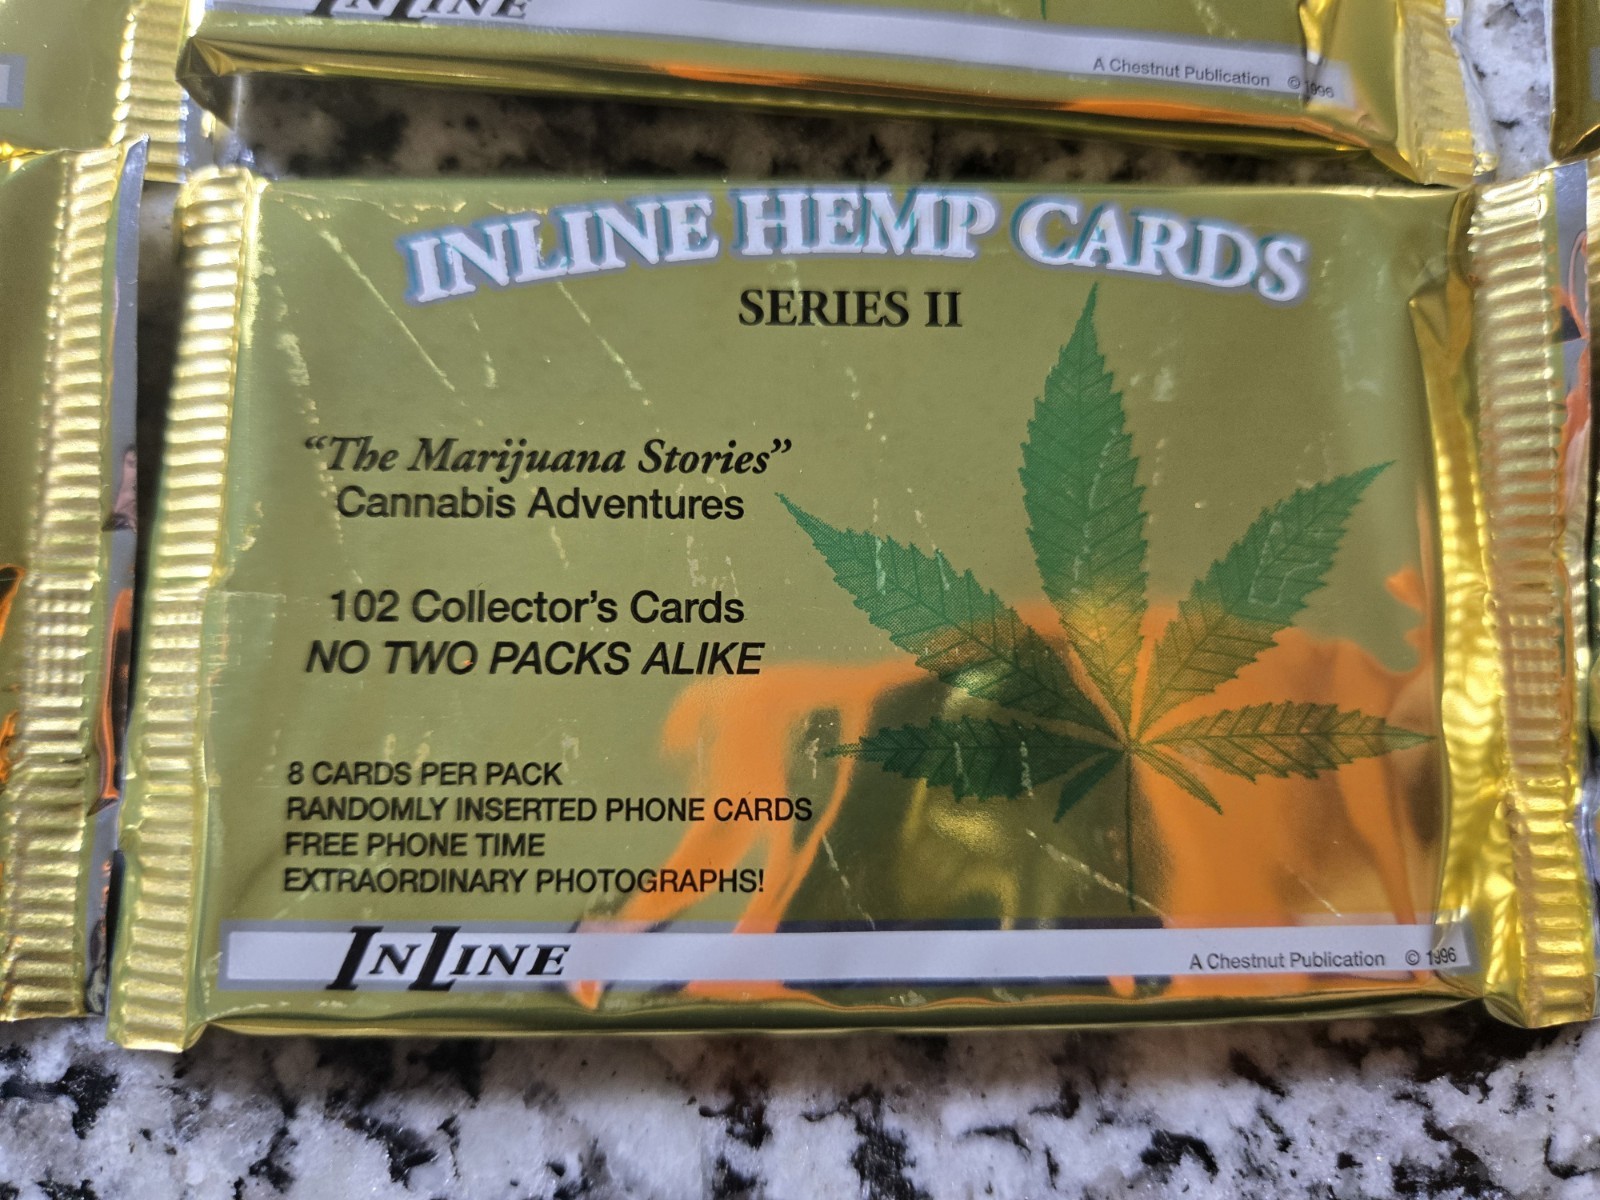 INLINE
A Chestnut Publication © 1996
INLINE HEMP CARDS
SERIES II
“The Marijuana Stories”
Cannabis Adventures
102 Collector’s Cards
NO TWO PACKS ALIKE
8 CARDS PER PACK
RANDOMLY INSERTED PHONE CARDS
FREE PHONE TIME
EXTRAORDINARY PHOTOGRAPHS!
INLINE
A Chestnut Publication © 1996